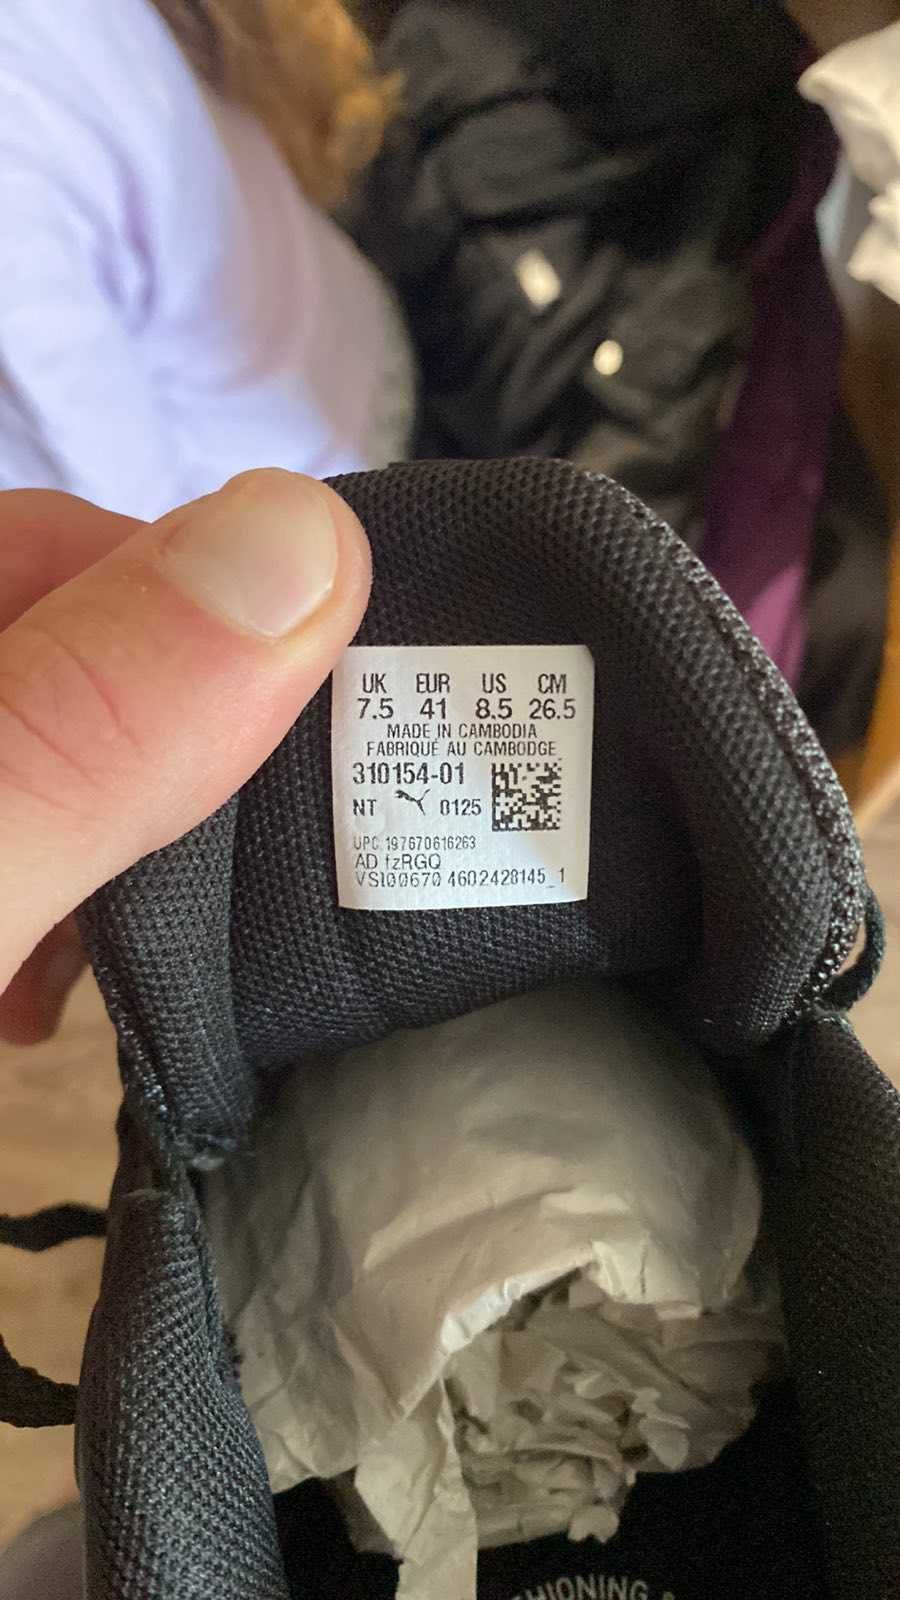 UK EUR US CM
7.5 41 8.5 26.5
MADE IN CAMBODIA
FABRIQUÉ AU CAMBODGE
310154-01
NT 0125
UPC 197670616263
AD fzRGQ
VSI00670 4602428145_1